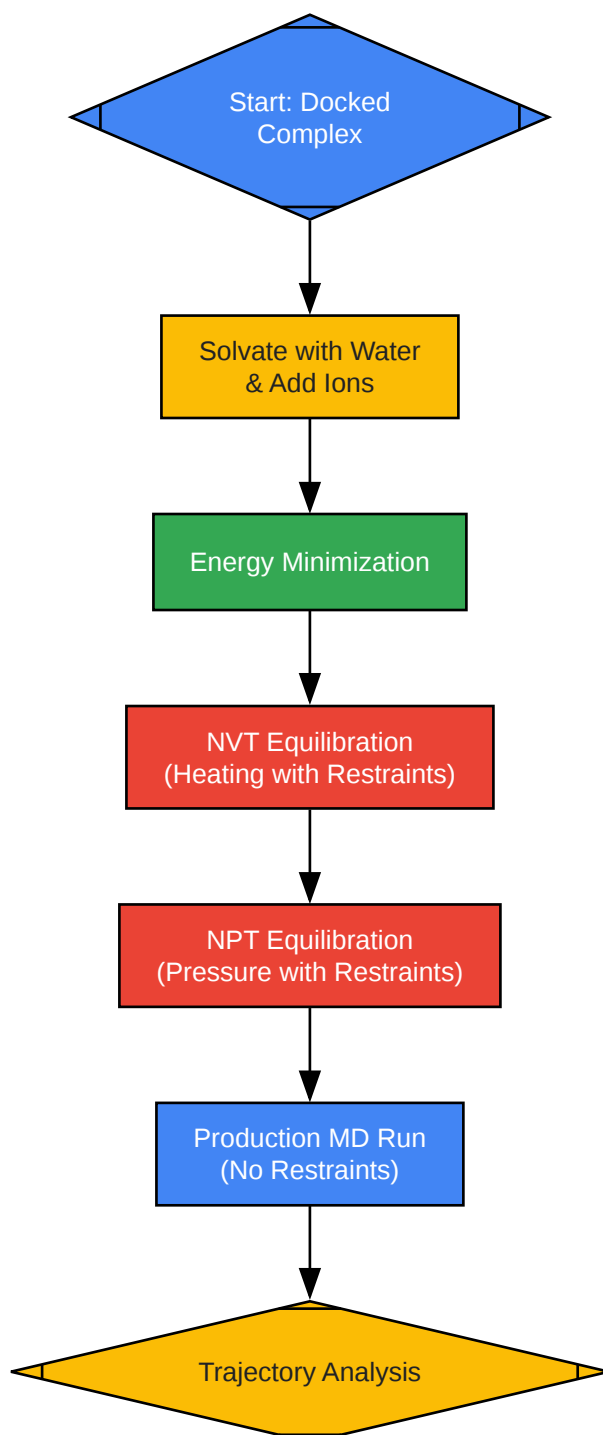 Start: Docked
Complex
Solvate with Water
& Add Ions
Energy Minimization
NVT Equilibration
(Heating with Restraints)
NPT Equilibration
(Pressure with Restraints)
Production MD Run
(No Restraints)
Trajectory Analysis